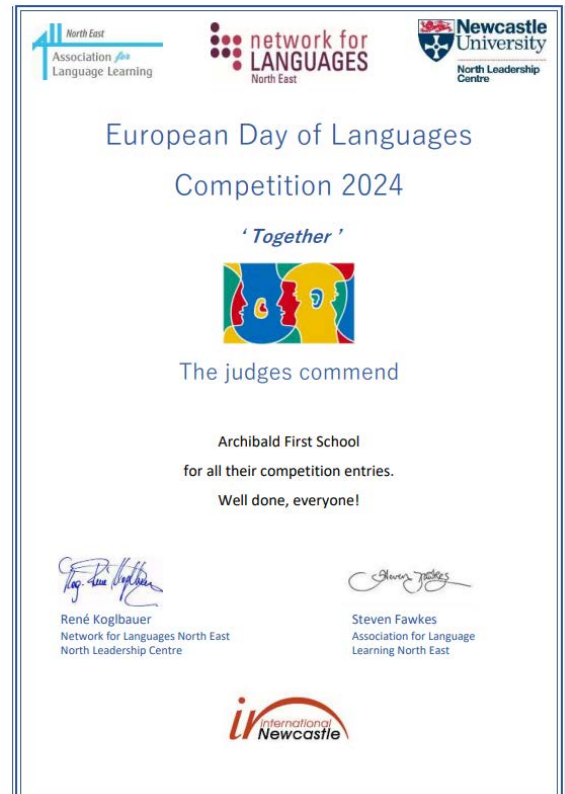 North East
ALL
Association for
Language Learning
network for
LANGUAGES
North East
Newcastle
University
North Leadership
Centre
European Day of Languages
Competition 2024
‘ Together ’
The judges commend
Archibald First School
for all their competition entries.
Well done, everyone!
René Koglbauer
Network for Languages North East
North Leadership Centre
Steven Fawkes
Association for Language
Learning North East
international
Newcastle